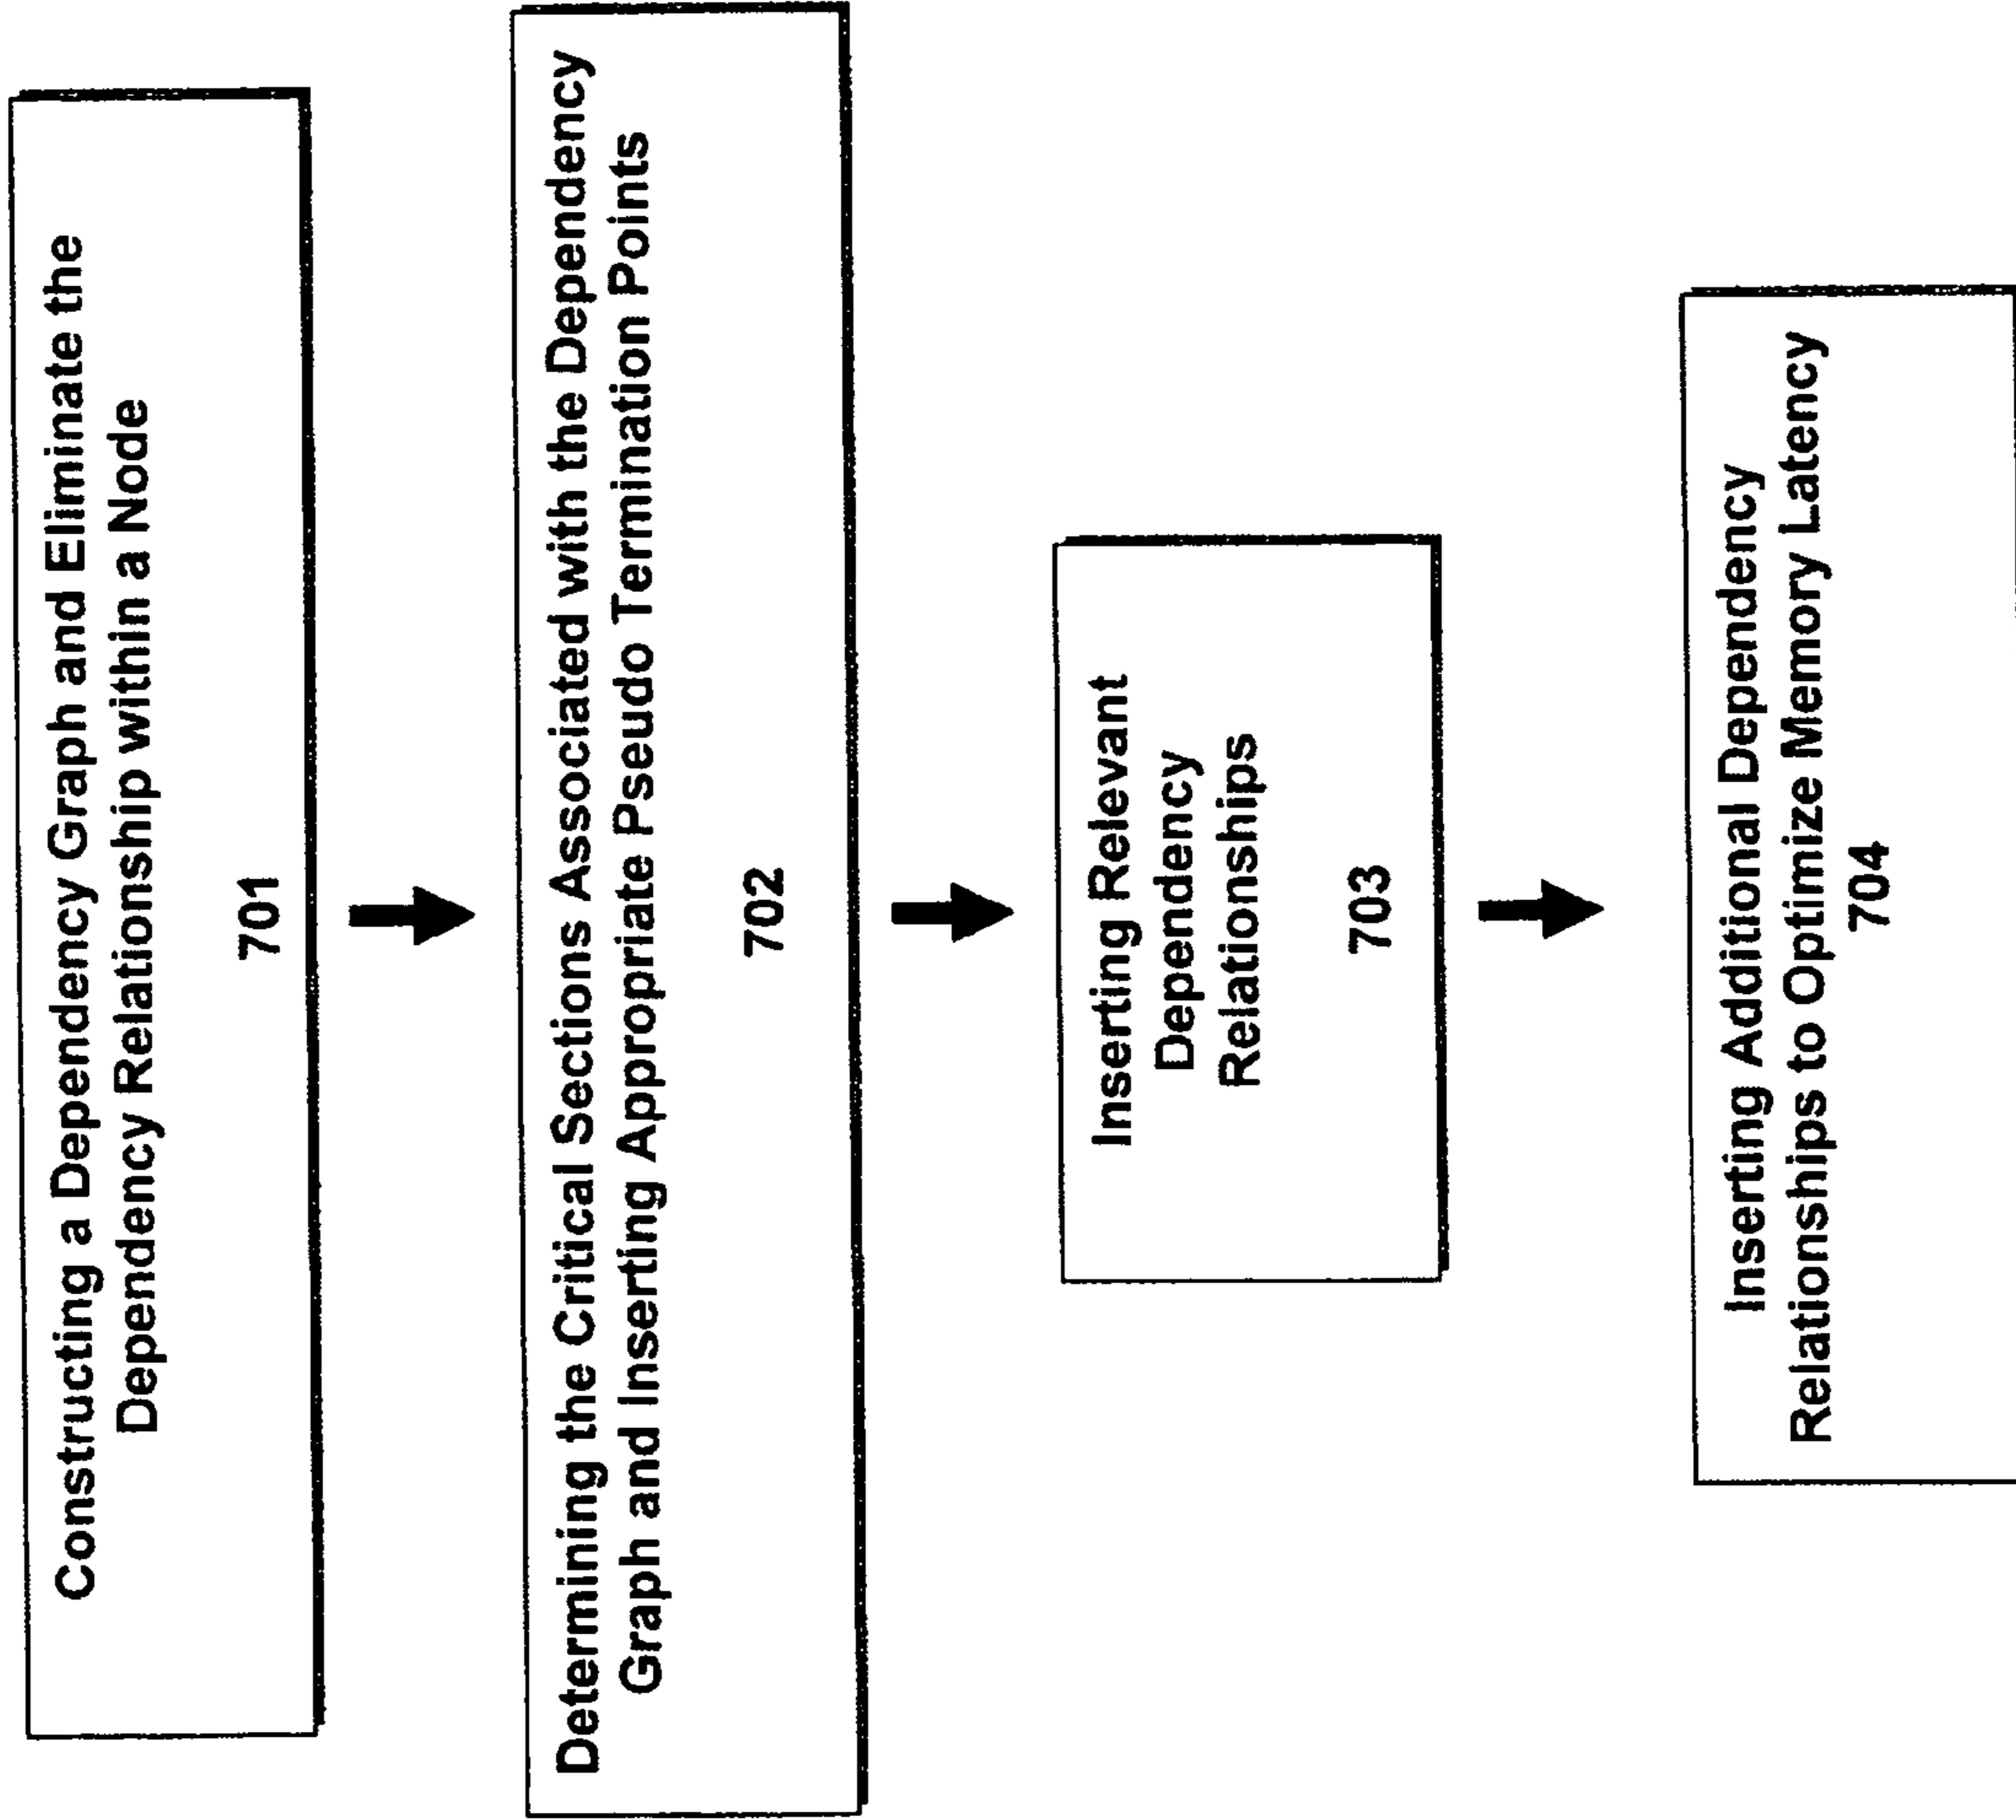 Constructing a Dependency Graph and Eliminate the
Dependency Relationship within a Node
701
Determining the Critical Sections Associated with the Dependency
Graph and Inserting Appropriate Pseudo Termination Points
702
Inserting Relevant
Dependency
Relationships
703
Inserting Additional Dependency
Relationships to Optimize Memory Latency
704